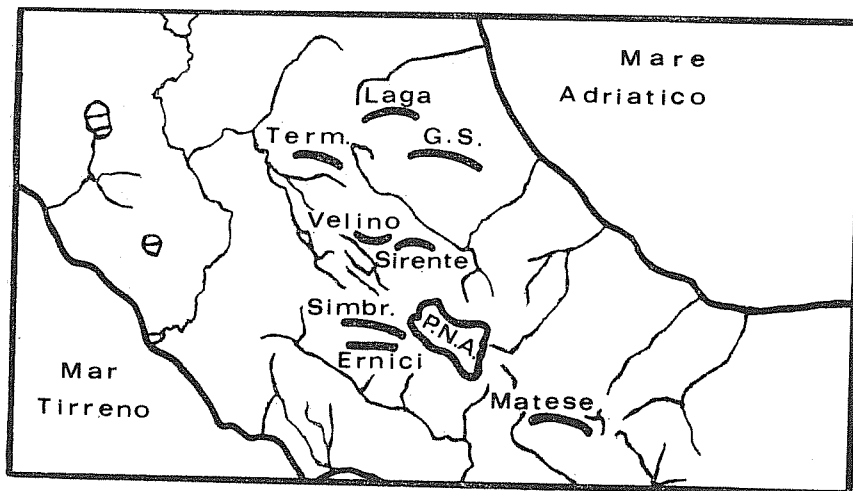 Mare
Adriatico
Laga
Term.
G.S.
Velino
Sirente
Simbr.
P.N.A.
Ernici
Mar
Tirreno
Matese